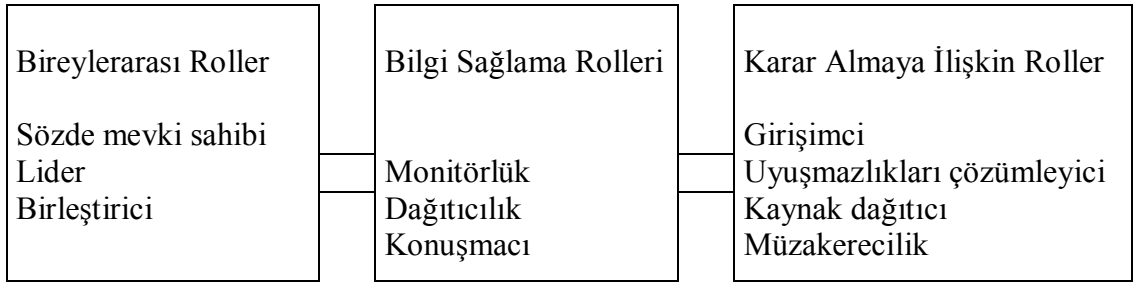 Bireylerarası Roller
Sözde mevki sahibi
Lider
Birleştirici
Bilgi Sağlama Rolleri
Monitörlük
Dağıtıcılık
Konuşmacı
Karar Almaya İlişkin Roller
Girişimci
Uyuşmazlıkları çözümleyici
Kaynak dağıtıcı
Müzakerecilik